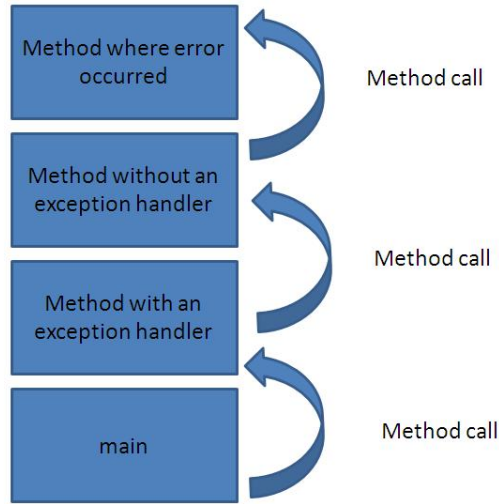 Method where error
occurred
Method call
Method without an
exception handler
Method call
Method with an
exception handler
main
Method call